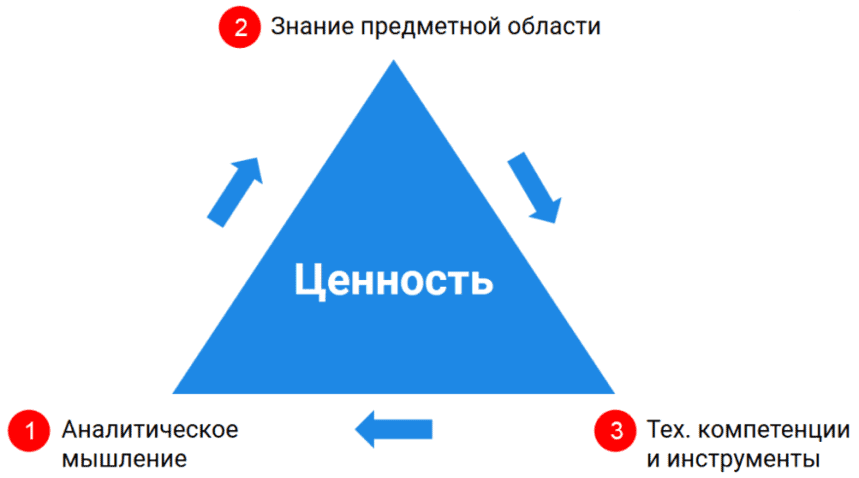 2 Знание предметной области
Ценность
1 Аналитическое
мышление
3 Тех. компетенции
и инструменты